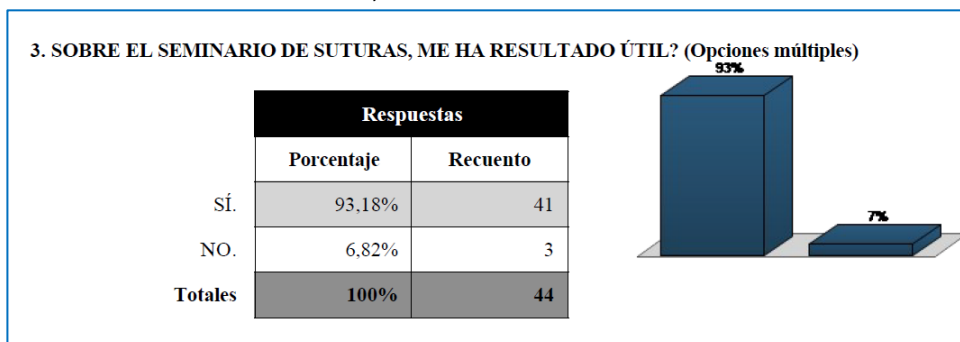 3. SOBRE EL SEMINARIO DE SUTURAS, ME HA RESULTADO ÚTIL? (Opciones múltiples)
93%
Respuestas
Porcentaje Recuento
SÍ. 93,18% 41
7%
NO. 6,82% 3
Totales 100% 44